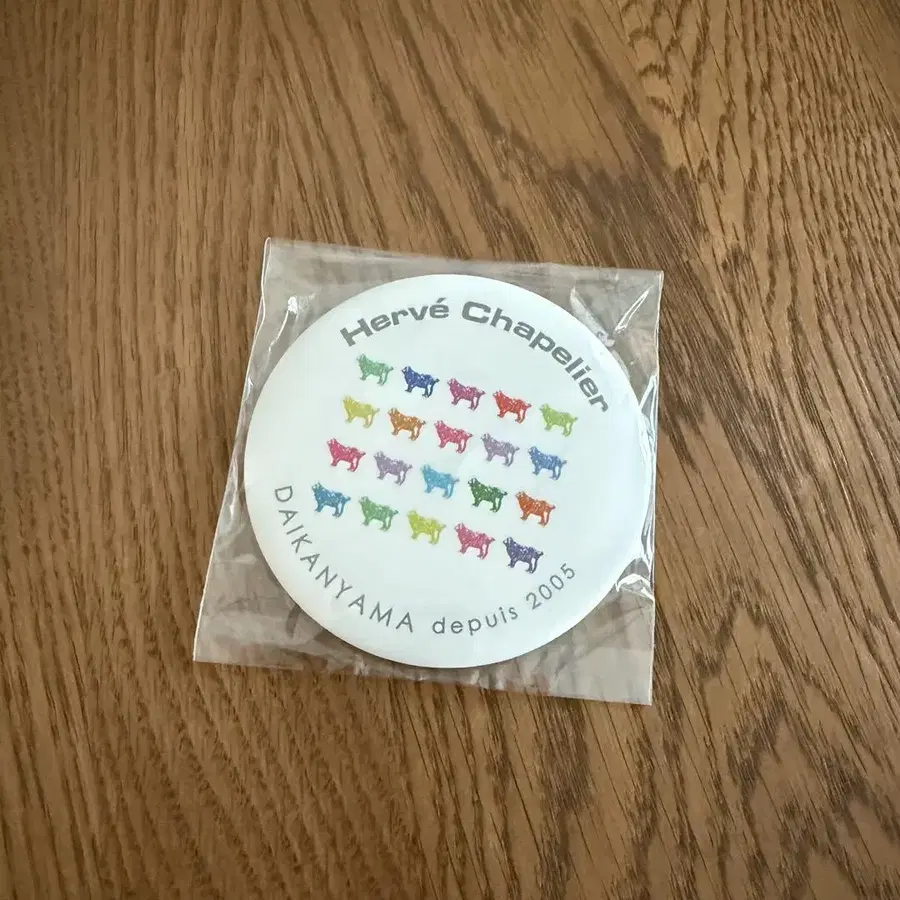 Hervé Chapelier
DAIKANYAMA depuis 2005